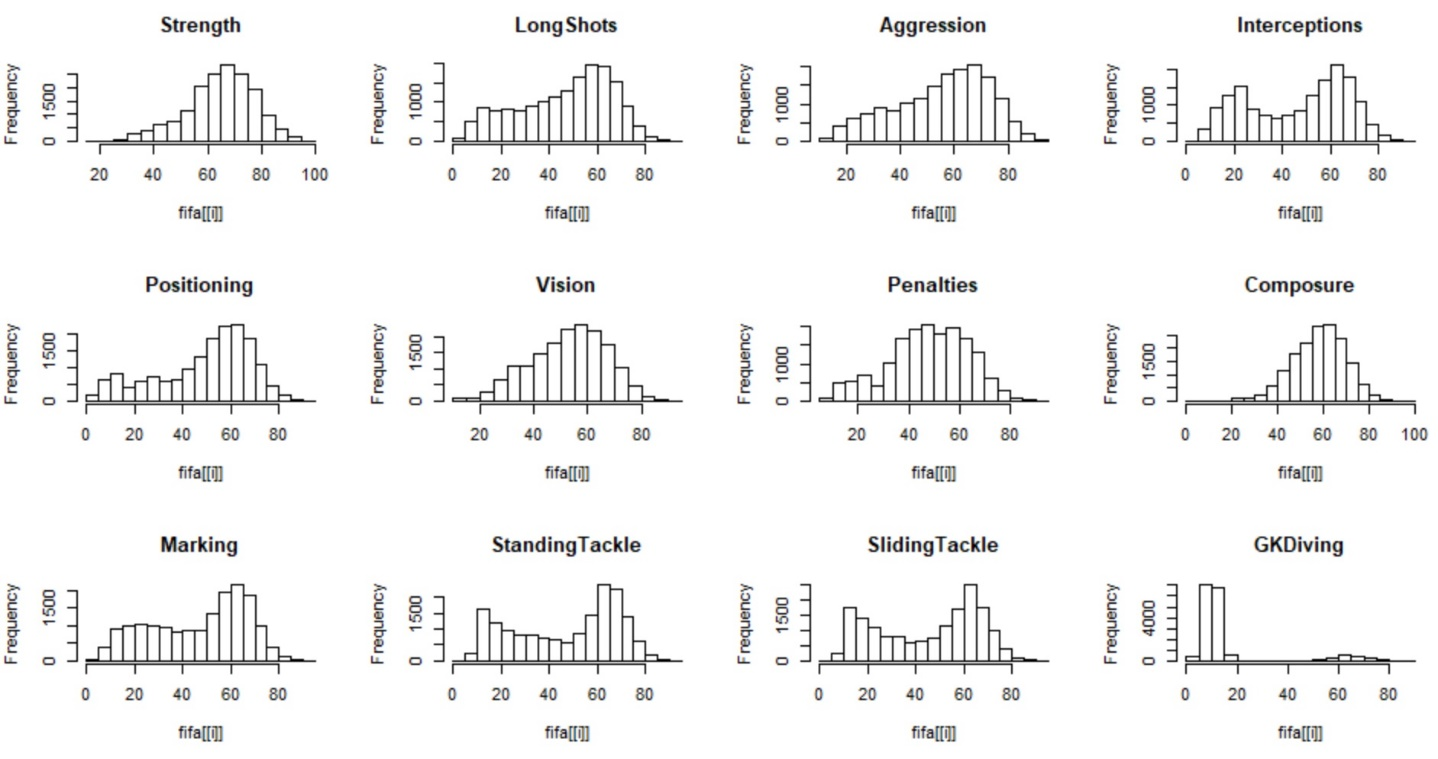 Strength LongShots Aggression Interceptions
Frequency Frequency Frequency Frequency
1500 1000 1000 1000
0 0 0 0
20 40 60 80 100 0 20 40 60 80 20 40 60 80 0 20 40 60 80
fifa[[i]] fifa[[i]] fifa[[i]] fifa[[i]]
Positioning Vision Penalties Composure
Frequency Frequency Frequency Frequency
1500 1500 1000 1500
0 0 0 0
0 20 40 60 80 20 40 60 80 20 40 60 80 0 20 40 60 80 100
fifa[[i]] fifa[[i]] fifa[[i]] fifa[[i]]
Marking StandingTackle SlidingTackle GKDiving
Frequency Frequency Frequency Frequency
1500 1500 1500 4000
0 0 0 0
0 20 40 60 80 0 20 40 60 80 0 20 40 60 80 0 20 40 60 80
fifa[[i]] fifa[[i]] fifa[[i]] fifa[[i]]